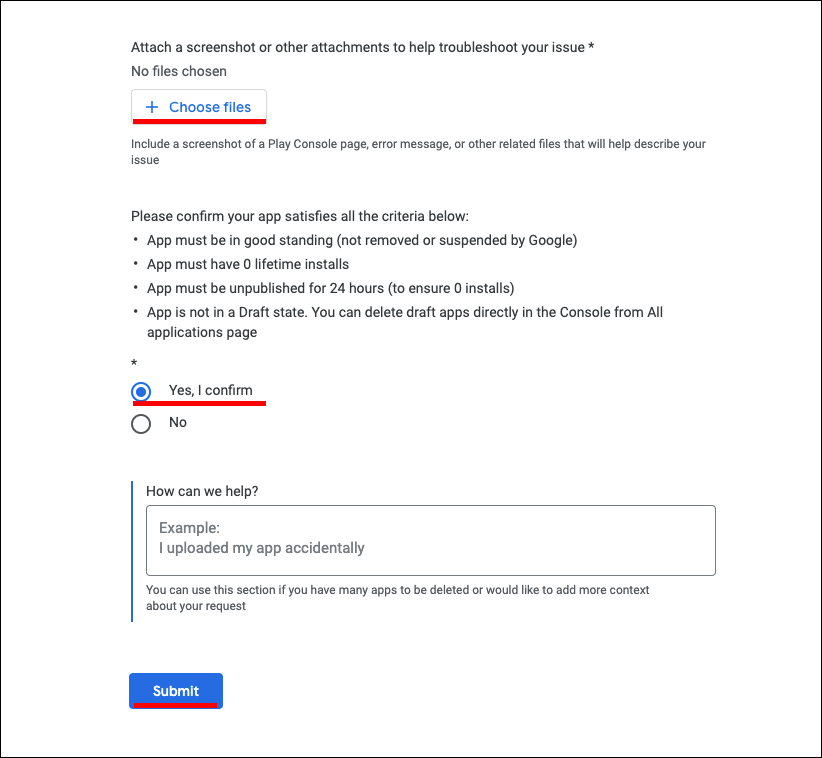 Attach a screenshot or other attachments to help troubleshoot your issue *
No files chosen
+ Choose files
Include a screenshot of a Play Console page, error message, or other related files that will help describe your
issue
Please confirm your app satisfies all the criteria below:
• App must be in good standing (not removed or suspended by Google)
• App must have 0 lifetime installs
• App must be unpublished for 24 hours (to ensure 0 installs)
• App is not in a Draft state. You can delete draft apps directly in the Console from All
applications page
*
Yes, I confirm
No
How can we help?
Example:
I uploaded my app accidentally
You can use this section if you have many apps to be deleted or would like to add more context
about your request
Submit